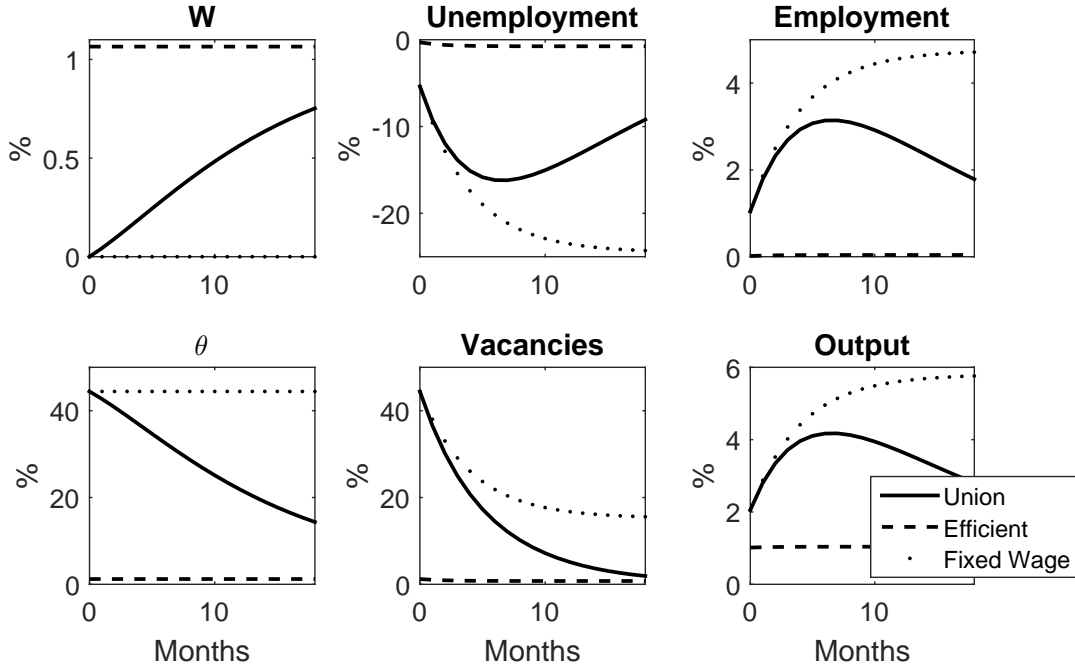 W
Unemployment
Employment
1
0.5
0
%
0 10
0
-10
-20
%
0 10
4
2
0
%
0 10
θ
Vacancies
Output
40
20
0
%
0 10
Months
40
20
0
%
0 10
Months
6
4
2
0
%
0 10
Months
Union
Efficient
Fixed Wage